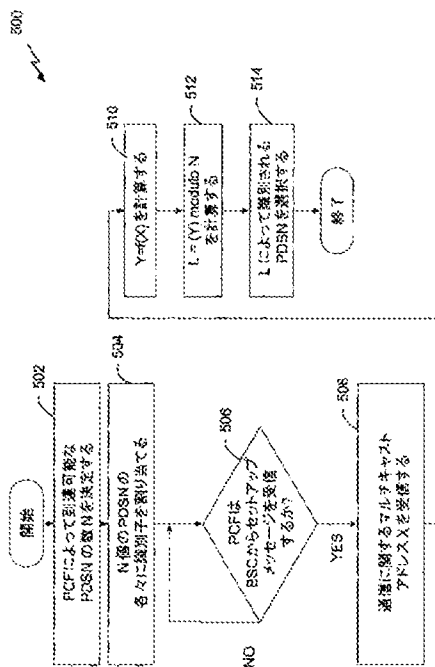 500
開始
502
PCFによって到達可能な
PDSNの数Nを決定する
504
N個のPDSNの
各々に識別子を割り当てる
506
PCFは
BSCからセットアップ
メッセージを受信
するか?
NO
YES
508
通信に関するマルチキャスト
アドレスXを受信する
510
Y=f(X)を計算する
512
L = (Y) modulo N
を計算する
514
Lによって識別される
PDSNを選択する
終了